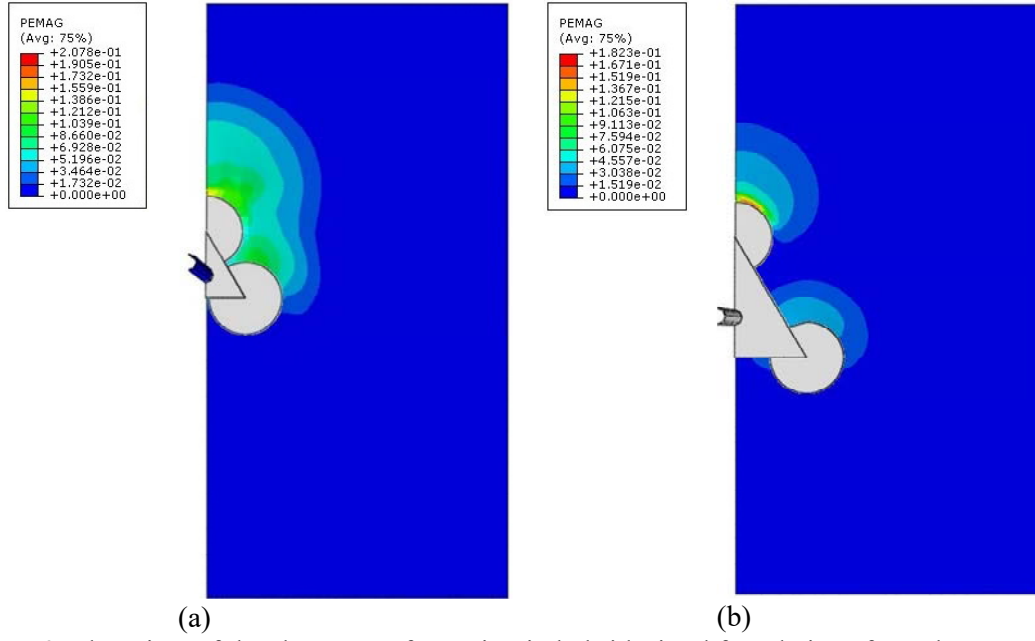 PEMAG
(Avg: 75%)
+2.078e-01
+1.905e-01
+1.732e-01
+1.559e-01
+1.386e-01
+1.212e-01
+1.039e-01
+8.660e-02
+6.928e-02
+5.196e-02
+3.464e-02
+1.732e-02
+0.000e+00
PEMAG
(Avg: 75%)
+1.823e-01
+1.671e-01
+1.519e-01
+1.367e-01
+1.215e-01
+1.063e-01
+9.113e-02
+7.594e-02
+6.075e-02
+4.557e-02
+3.038e-02
+1.519e-02
+0.000e+00
(a)
(b)